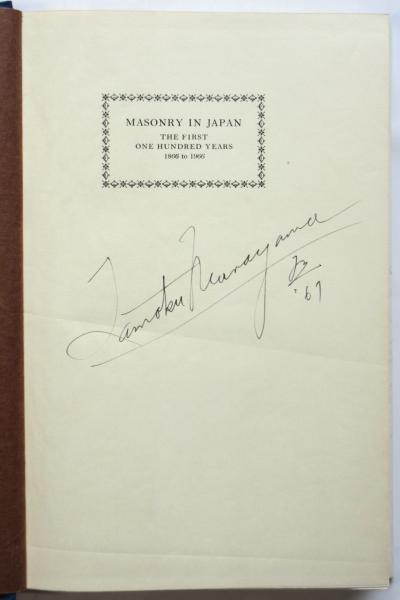 MASONRY IN JAPAN
THE FIRST
ONE HUNDRED YEARS
1866 to 1966
Tamotsu Murayama
'67